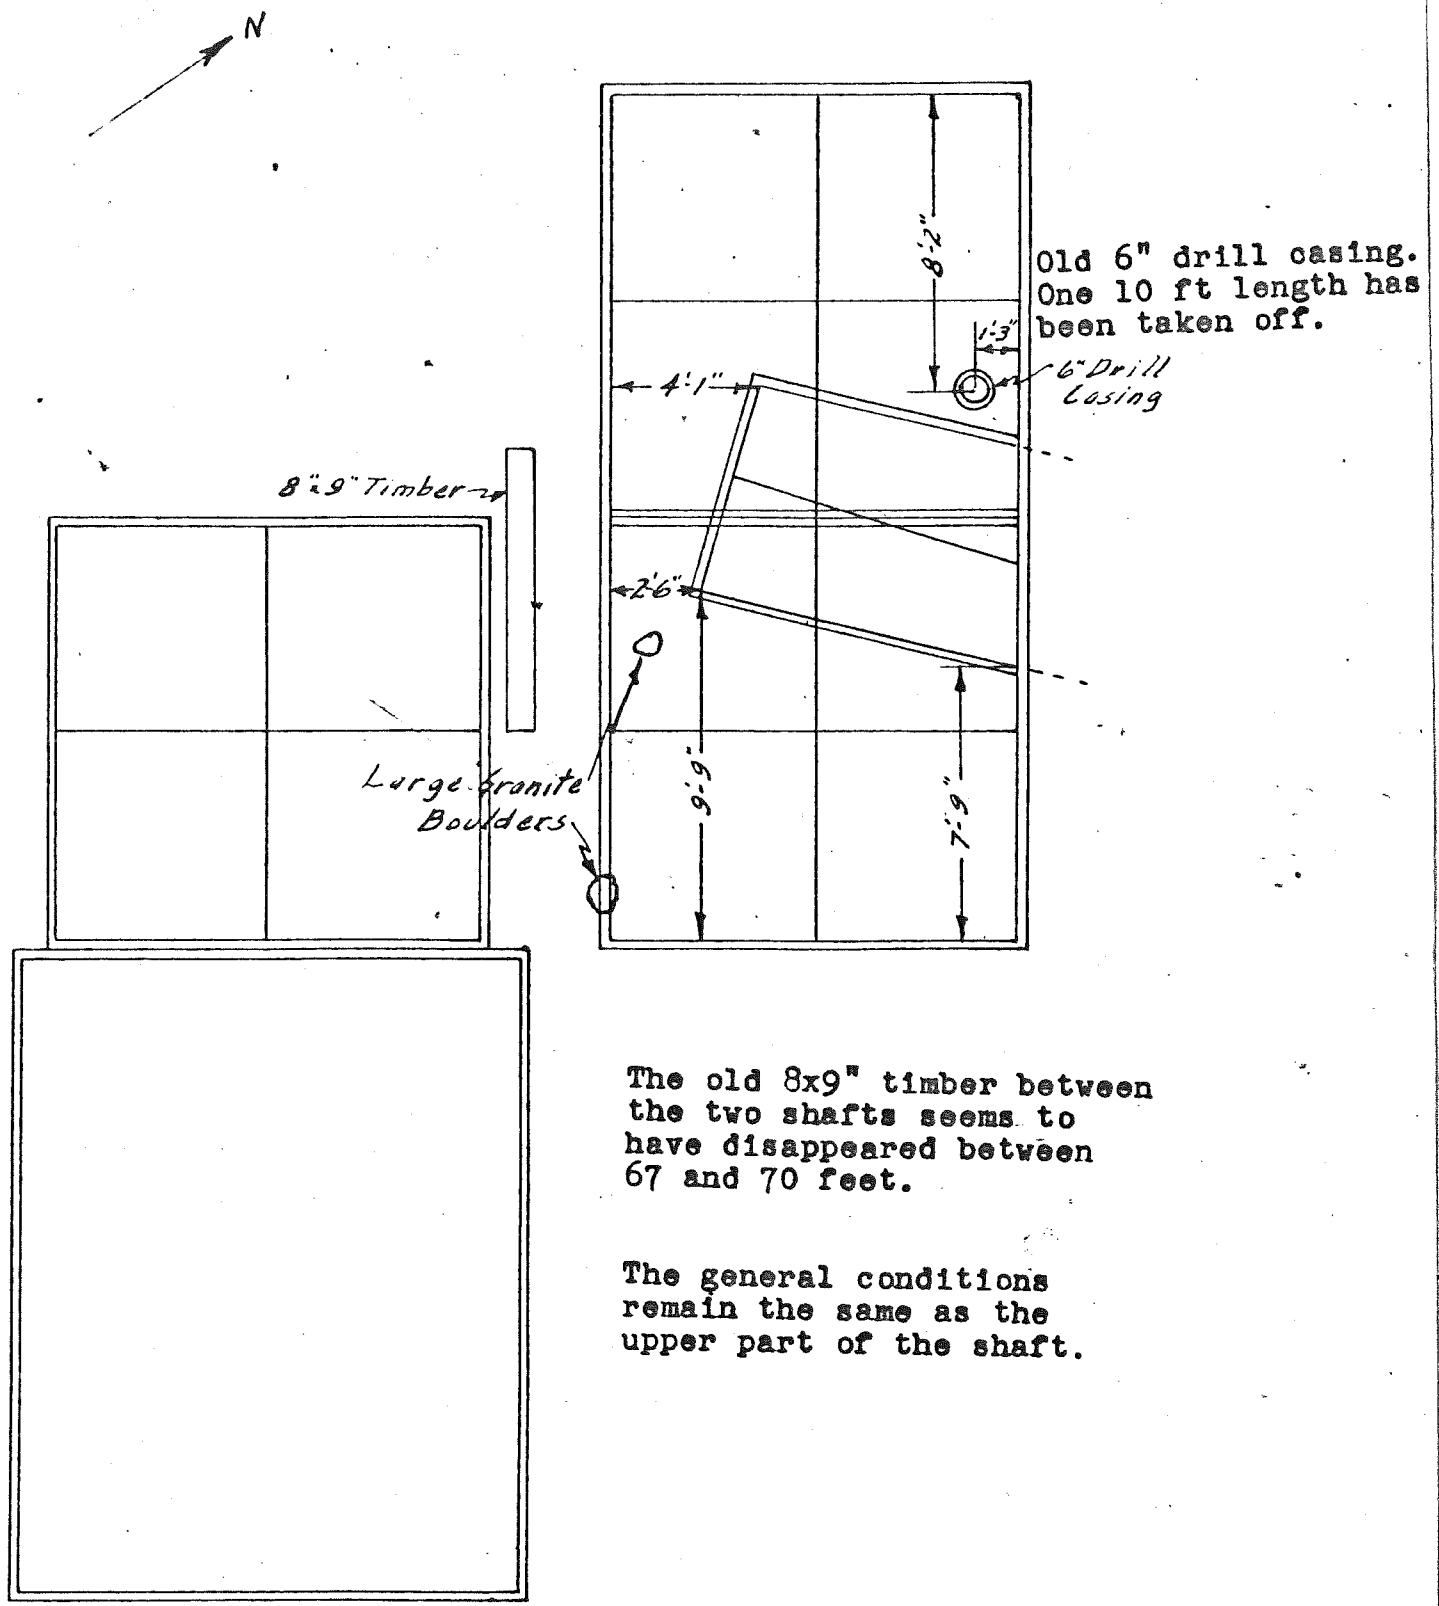 N
8'-2"
Old 6" drill casing.
One 10 ft length has
been taken off.
1'-3"
6" Drill
Casing
4'-1"
8"x9" Timber
2'-6"
Large Granite
Boulders
9'-9"
7'-9"
The old 8x9" timber between
the two shafts seems to
have disappeared between
67 and 70 feet.
The general conditions
remain the same as the
upper part of the shaft.